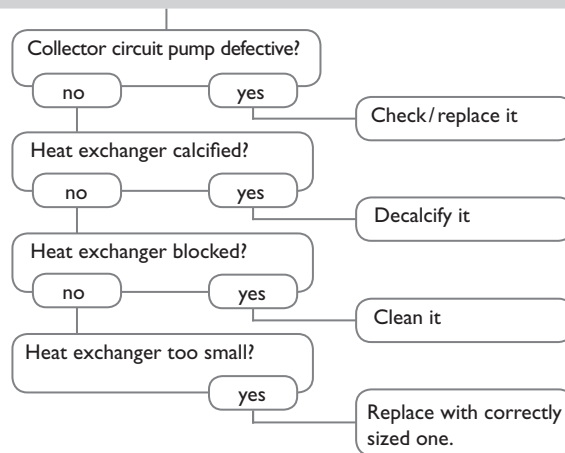 Collector circuit pump defective?
no
yes
Check/replace it
Heat exchanger calcified?
no
yes
Decalcify it
Heat exchanger blocked?
no
yes
Clean it
Heat exchanger too small?
yes
Replace with correctly
sized one.